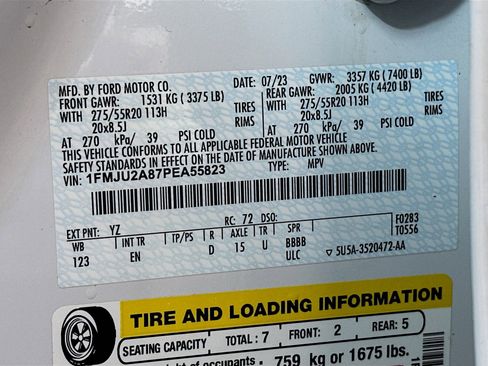 MFD. BY FORD MOTOR CO. DATE: 07/23 GVWR: 3357 KG (7400 LB)
FRONT GAWR: 1531 KG (3375 LB) REAR GAWR: 2005 KG (4420 LB)
WITH 275/55R20 113H TIRES WITH 275/55R20 113H TIRES
20x8.5J RIMS 20x8.5J RIMS
AT 270 kPa/ 39 PSI COLD AT 270 kPa/ 39 PSI COLD
THIS VEHICLE CONFORMS TO ALL APPLICABLE FEDERAL MOTOR VEHICLE
SAFETY STANDARDS IN EFFECT ON THE DATE OF MANUFACTURE SHOWN ABOVE.
VIN: 1FMJU2A87PEA55823 TYPE: MPV
EXT PNT: YZ RC: 72 DSO: F0283
WB INT TR TP/PS R AXLE TR SPR T0556
123 EN D 15 U BBBB
ULC ▽ 5U5A-3520472-AA
TIRE AND LOADING INFORMATION
SEATING CAPACITY TOTAL: 7 FRONT: 2 REAR: 5
of occupants 759 kg or 1675 lbs.